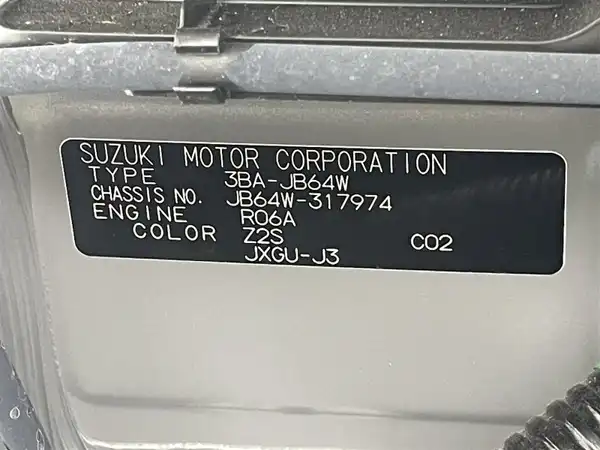 SUZUKI MOTOR CORPORATION
TYPE 3BA-JB64W
CHASSIS NO. JB64W-317974
ENGINE R06A
COLOR Z2S C02
JXGU-J3